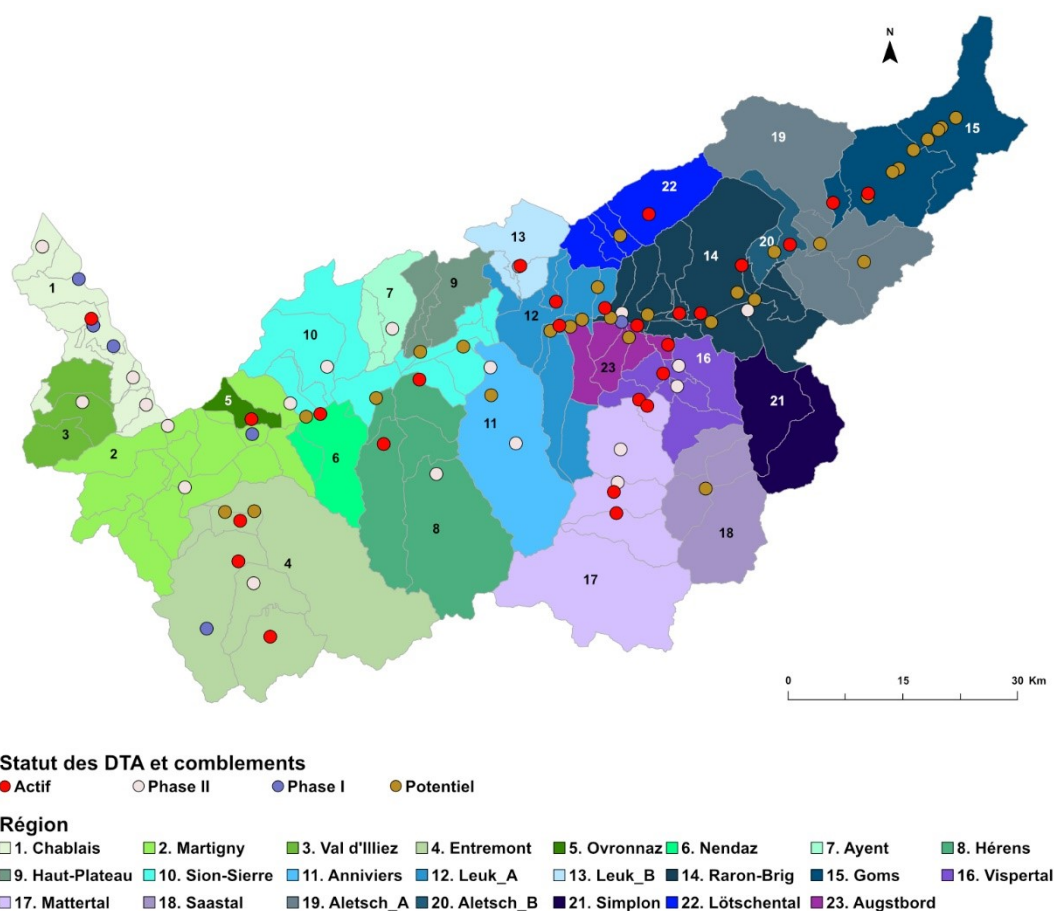 N
19
15
22
13
20
14
1
9
7
12
10
16
23
5
21
3
11
2
6
8
18
4
17
0 15 30 Km
Statut des DTA et comblements
Actif Phase II Phase I Potentiel
Région
1. Chablais 2. Martigny 3. Val d'Illiez 4. Entremont 5. Ovronnaz 6. Nendaz 7. Ayent 8. Hérens
9. Haut-Plateau 10. Sion-Sierre 11. Anniviers 12. Leuk_A 13. Leuk_B 14. Raron-Brig 15. Goms 16. Vispertal
17. Mattertal 18. Saastal 19. Aletsch_A 20. Aletsch_B 21. Simplon 22. Lötschental 23. Augstbord